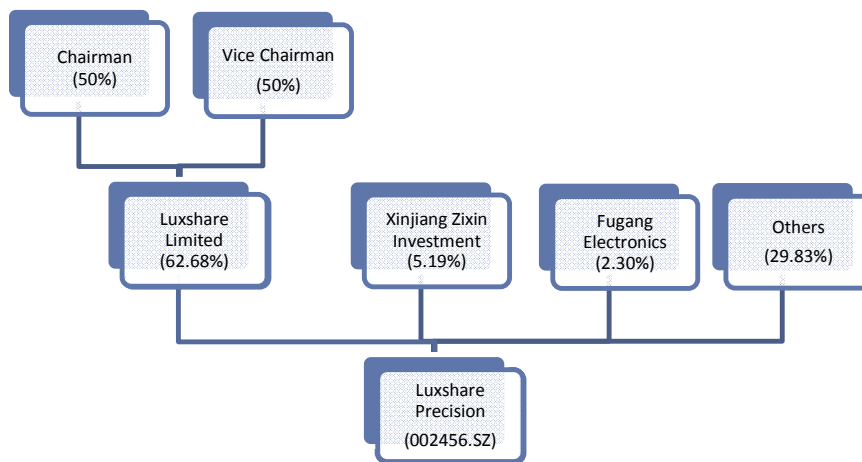 Chairman
(50%)
Vice Chairman
(50%)
Luxshare
Limited
(62.68%)
Xinjiang Zixin
Investment
(5.19%)
Fugang
Electronics
(2.30%)
Others
(29.83%)
Luxshare
Precision
(002456.SZ)